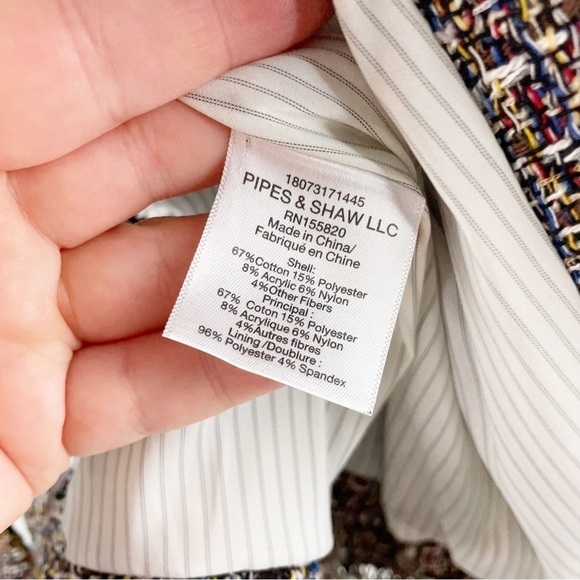 18073171445
PIPES & SHAW LLC
RN155820
Made in China/
Fabriqué en Chine
Shell:
67%Cotton 15% Polyester
8% Acrylic 6% Nylon
4%Other Fibers
Principal :
67% Coton 15% Polyester
8% Acrylique 6% Nylon
4%Autres fibres
Lining /Doublure :
96% Polyester 4% Spandex